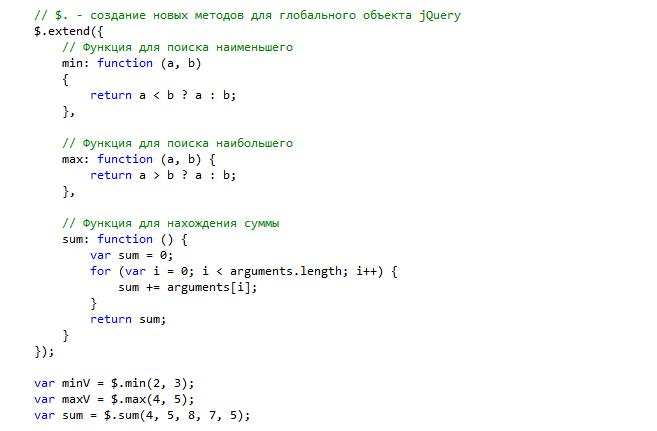 // $. - создание новых методов для глобального объекта jQuery
$.extend({
    // Функция для поиска наименьшего
    min: function (a, b)
    {
        return a < b ? a : b;
    },

    // Функция для поиска наибольшего
    max: function (a, b) {
        return a > b ? a : b;
    },

    // Функция для нахождения суммы
    sum: function () {
        var sum = 0;
        for (var i = 0; i < arguments.length; i++) {
            sum += arguments[i];
        }
        return sum;
    }
});

var minV = $.min(2, 3);
var maxV = $.max(4, 5);
var sum = $.sum(4, 5, 8, 7, 5);